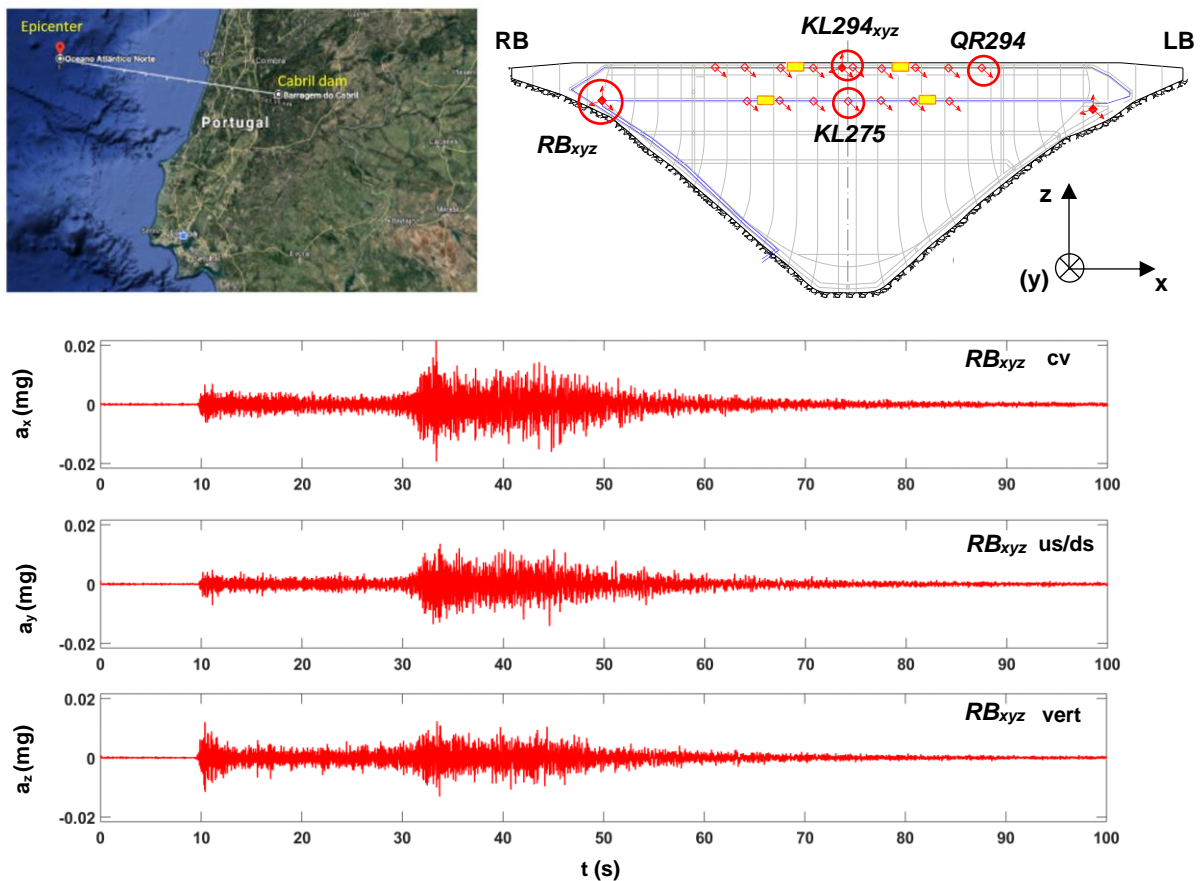 Epicenter
Oceano Atlântico Norte
Coimbra
Cabril dam
Barragem do Cabril
Portugal
RB
KL294xyz
QR294
LB
RBxyz
KL275
z
(y)
x
0.02
0
-0.02
ax (mg)
RBxyz cv
0 10 20 30 40 50 60 70 80 90 100
0.02
0
-0.02
ay (mg)
RBxyz us/ds
0 10 20 30 40 50 60 70 80 90 100
0.02
0
-0.02
az (mg)
RBxyz vert
0 10 20 30 40 50 60 70 80 90 100
t (s)